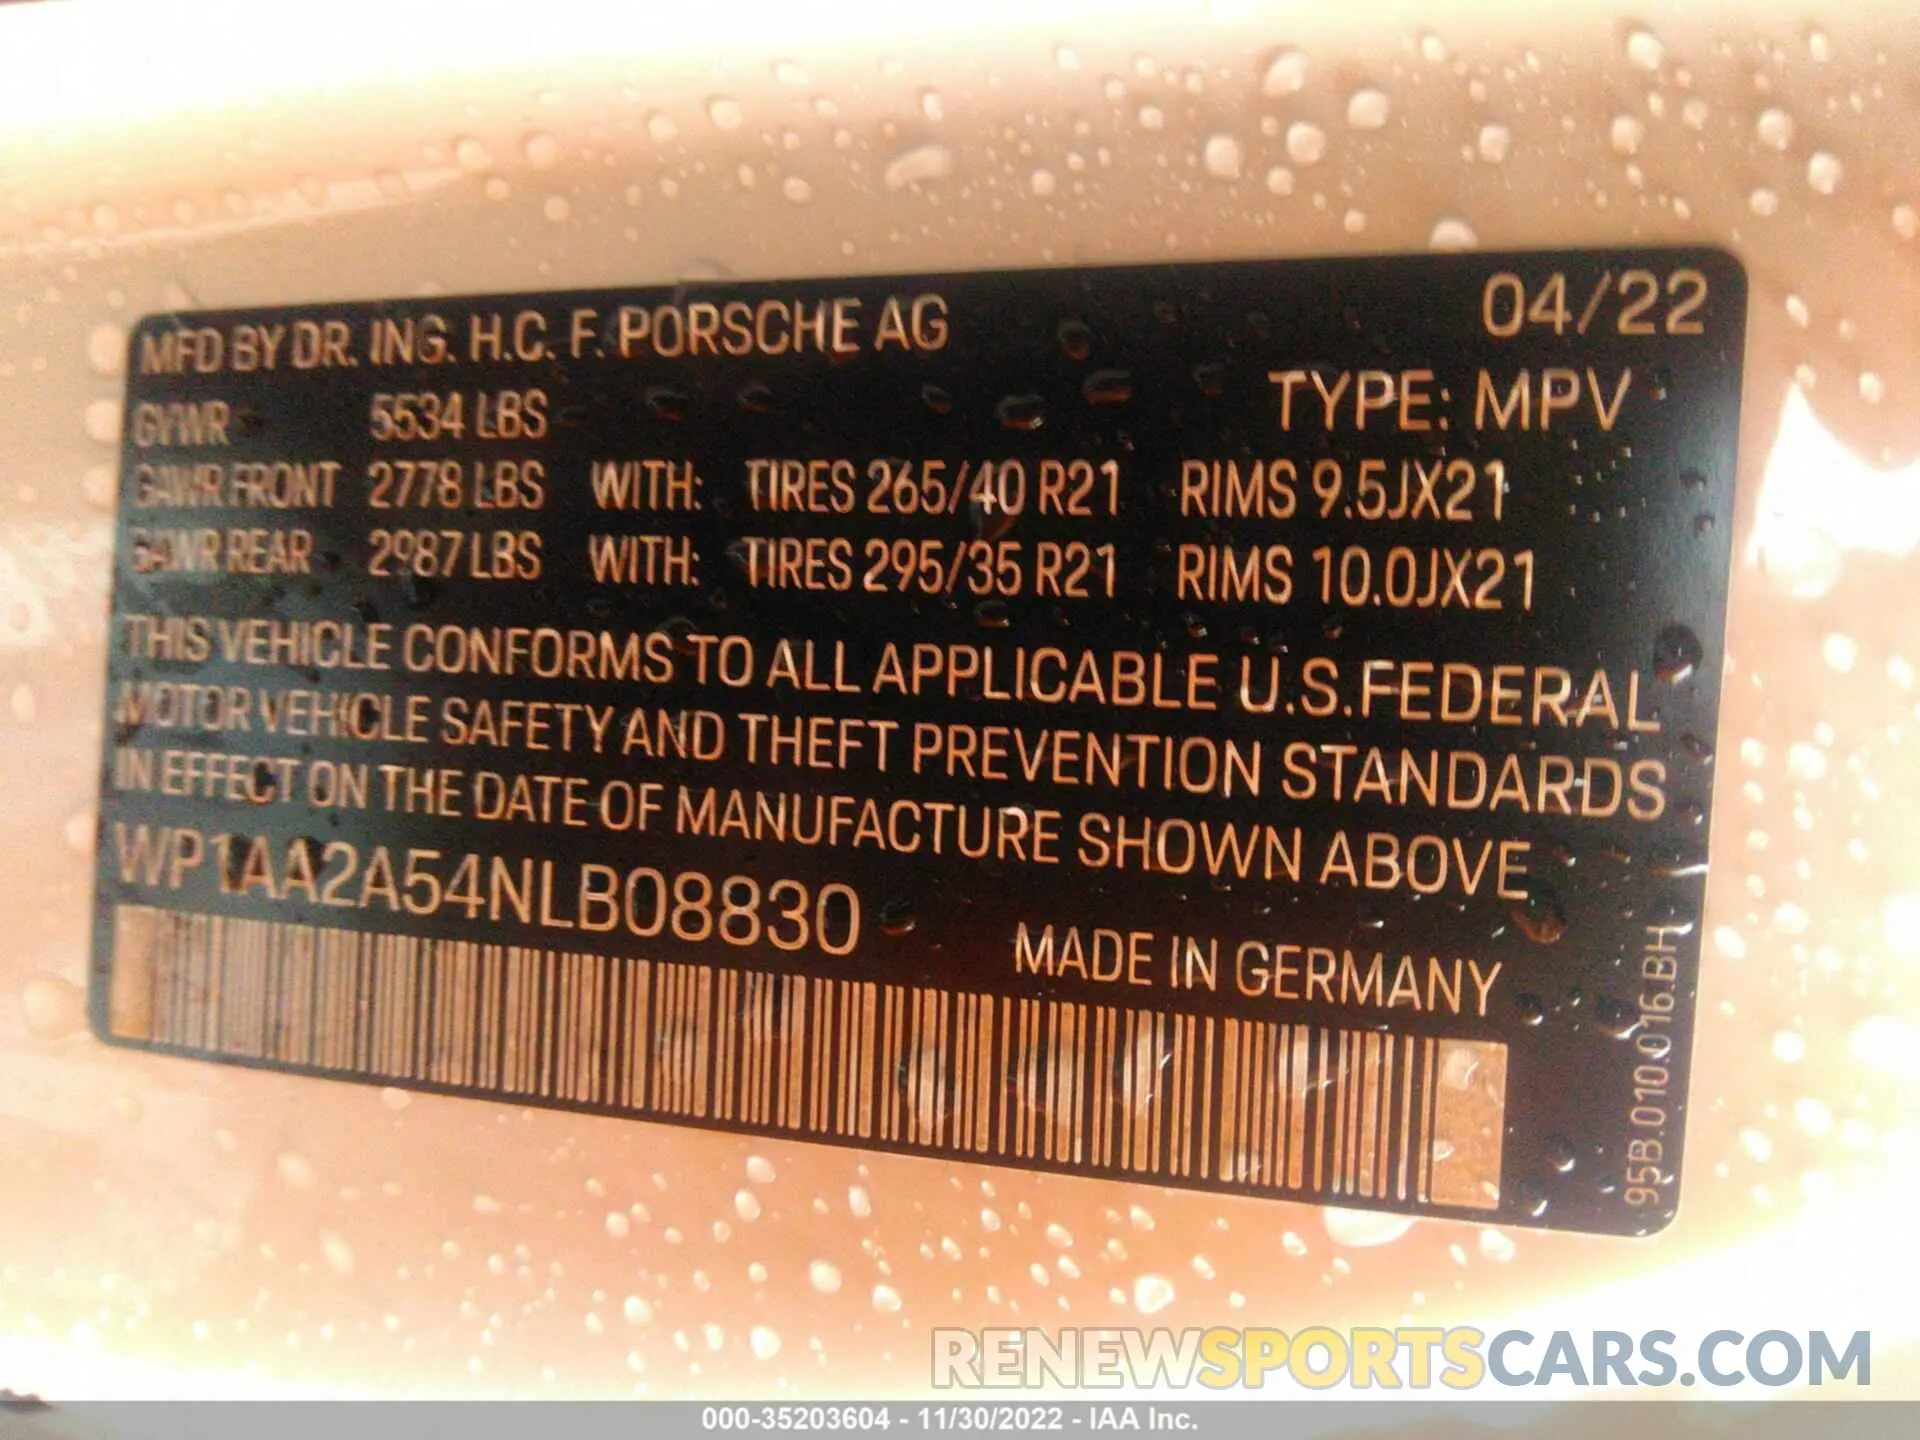 MFD BY DR. ING. H.C. F. PORSCHE AG 04/22
GVWR 5534 LBS TYPE: MPV
GAWR FRONT 2778 LBS WITH: TIRES 265/40 R21 RIMS 9.5JX21
GAWR REAR 2987 LBS WITH: TIRES 295/35 R21 RIMS 10.0JX21
THIS VEHICLE CONFORMS TO ALL APPLICABLE U.S.FEDERAL
MOTOR VEHICLE SAFETY AND THEFT PREVENTION STANDARDS
IN EFFECT ON THE DATE OF MANUFACTURE SHOWN ABOVE
WP1AA2A54NLB08830
MADE IN GERMANY
95B.010.016.BH
RENEWSPORTSCARS.COM
000-35203604 - 11/30/2022 - IAA Inc.